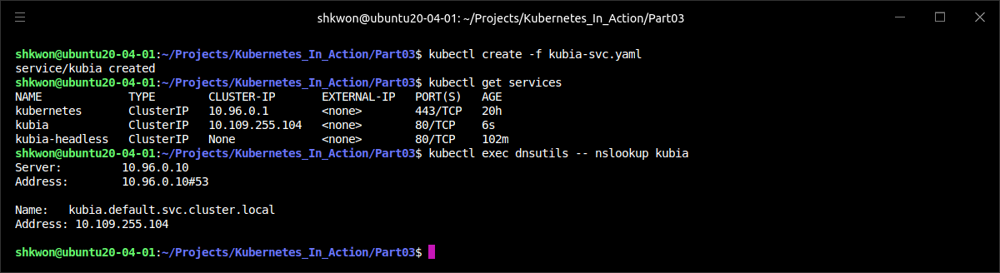 shkwon@ubuntu20-04-01: ~/Projects/Kubernetes_In_Action/Part03
shkwon@ubuntu20-04-01:~/Projects/Kubernetes_In_Action/Part03$ kubectl create -f kubia-svc.yaml
service/kubia created
shkwon@ubuntu20-04-01:~/Projects/Kubernetes_In_Action/Part03$ kubectl get services
NAME             TYPE        CLUSTER-IP       EXTERNAL-IP   PORT(S)   AGE
kubernetes       ClusterIP   10.96.0.1        <none>        443/TCP   20h
kubia            ClusterIP   10.109.255.104   <none>        80/TCP    6s
kubia-headless   ClusterIP   None             <none>        80/TCP    102m
shkwon@ubuntu20-04-01:~/Projects/Kubernetes_In_Action/Part03$ kubectl exec dnsutils -- nslookup kubia
Server:         10.96.0.10
Address:        10.96.0.10#53
Name:   kubia.default.svc.cluster.local
Address: 10.109.255.104
shkwon@ubuntu20-04-01:~/Projects/Kubernetes_In_Action/Part03$